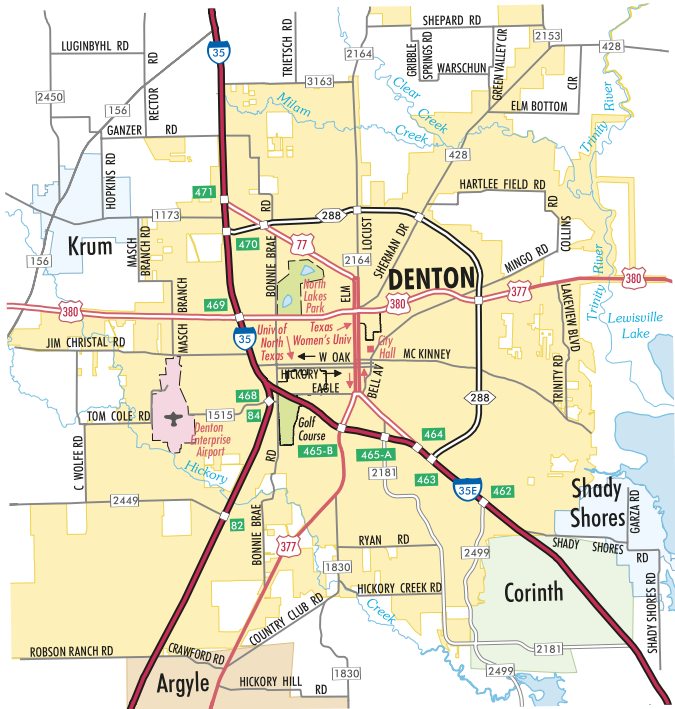 SHEPARD RD
2153
428
LUGINBYHL RD
RD
35
TRIETSCH RD
2164
GRIBBLE
SPRINGS RD
WARSCHUN
GREEN VALLEY CIR
CIR
2450
3163
Clear
Creek
156
RECTOR
Milam
Creek
ELM BOTTOM
Trinity River
GANZER RD
428
HOPKINS RD
471
HARTLEE FIELD RD
RD
1173
RD
288
LOCUST
COLLINS
Krum
MASCH
BRANCH RD
470
BONNIE BRAE
77
SHERMAN DR
156
2164
MINGO RD
DENTON
380
MASCH BRANCH
North
Lakes
Park
ELM
380
377
Trinity River
380
469
LAKEVIEW BLVD
Lewisville
Lake
JIM CHRISTAL RD
35
Univ of
North
Texas
Texas
Women's Univ
City
Hall
W OAK
MC KINNEY
HICKORY
EAGLE
BELL AV
TRINITY RD
468
84
288
TOM COLE RD
1515
Denton
Enterprise
Airport
Golf
Course
464
465-B
465-A
463
C WOLFE RD
Hickory
RD
2181
35E
462
Shady
Shores
GARZA RD
2449
82
BONNIE BRAE
377
RYAN RD
2499
SHADY SHORES
RD
1830
HICKORY CREEK RD
Corinth
Creek
COUNTRY CLUB RD
SHADY SHORES RD
ROBSON RANCH RD
CRAWFORD RD
2181
Argyle
HICKORY HILL RD
1830
2499